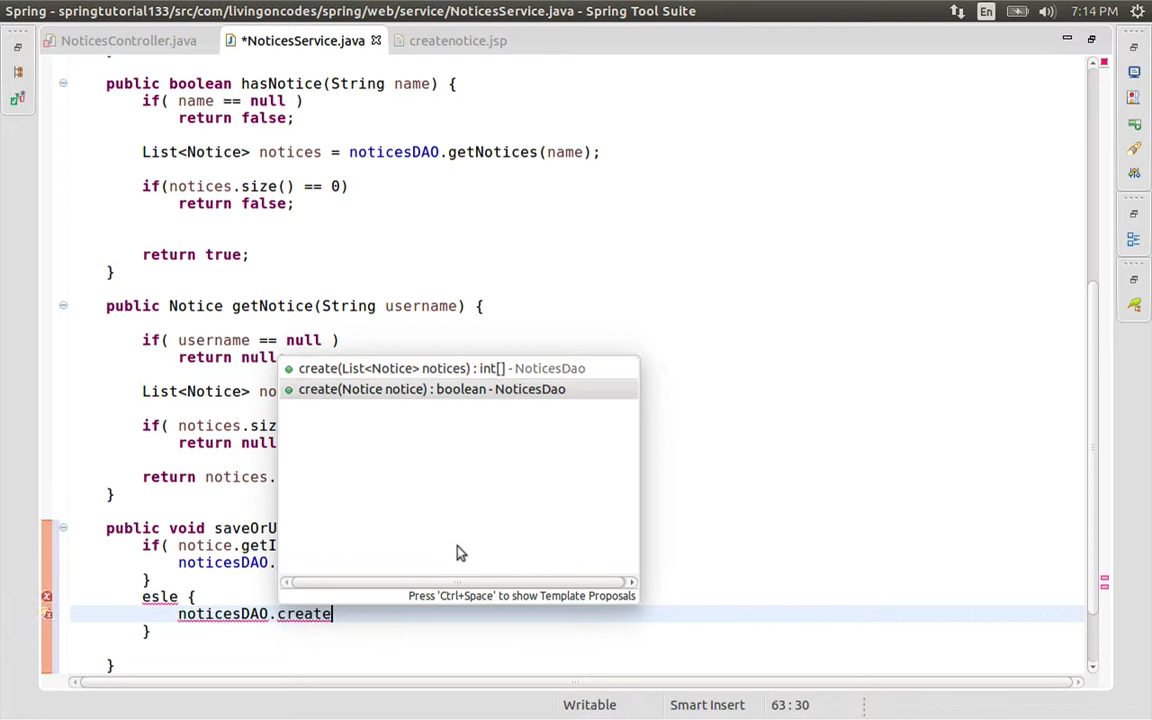 Spring - springtutorial133/src/com/livingoncodes/spring/web/service/NoticesService.java - Spring Tool Suite
En
7:14 PM
NoticesController.java
*NoticesService.java
createnotice.jsp
public boolean hasNotice(String name) {
if( name == null )
return false;
List<Notice> notices = noticesDAO.getNotices(name);
if(notices.size() == 0)
return false;
return true;
}
public Notice getNotice(String username) {
if( username == null )
return null
create(List<Notice> notices) : int[] - NoticesDao
create(Notice notice) : boolean - NoticesDao
List<Notice> no
if( notices.siz
return null
return notices.
}
public void saveOrU
if( notice.getI
noticesDAO.
}
Press 'Ctrl+Space' to show Template Proposals
esle {
noticesDAO.create
}
}
Writable
Smart Insert
63 : 30